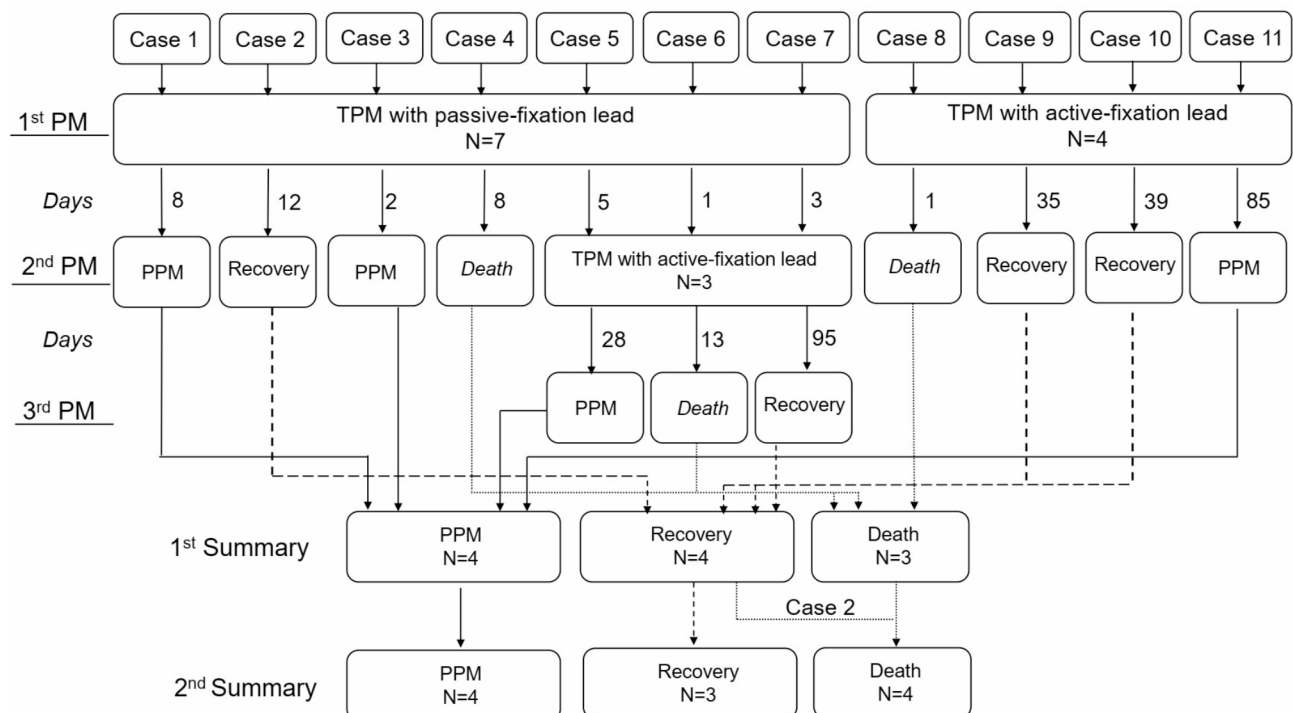 Case 1
Case 2
Case 3
Case 4
Case 5
Case 6
Case 7
Case 8
Case 9
Case 10
Case 11
1st PM
TPM with passive-fixation lead
N=7
TPM with active-fixation lead
N=4
Days
8
12
2
8
5
1
3
1
35
39
85
2nd PM
PPM
Recovery
PPM
Death
TPM with active-fixation lead
N=3
Death
Recovery
Recovery
PPM
Days
28
13
95
3rd PM
PPM
Death
Recovery
1st Summary
PPM
N=4
Recovery
N=4
Death
N=3
Case 2
2nd Summary
PPM
N=4
Recovery
N=3
Death
N=4